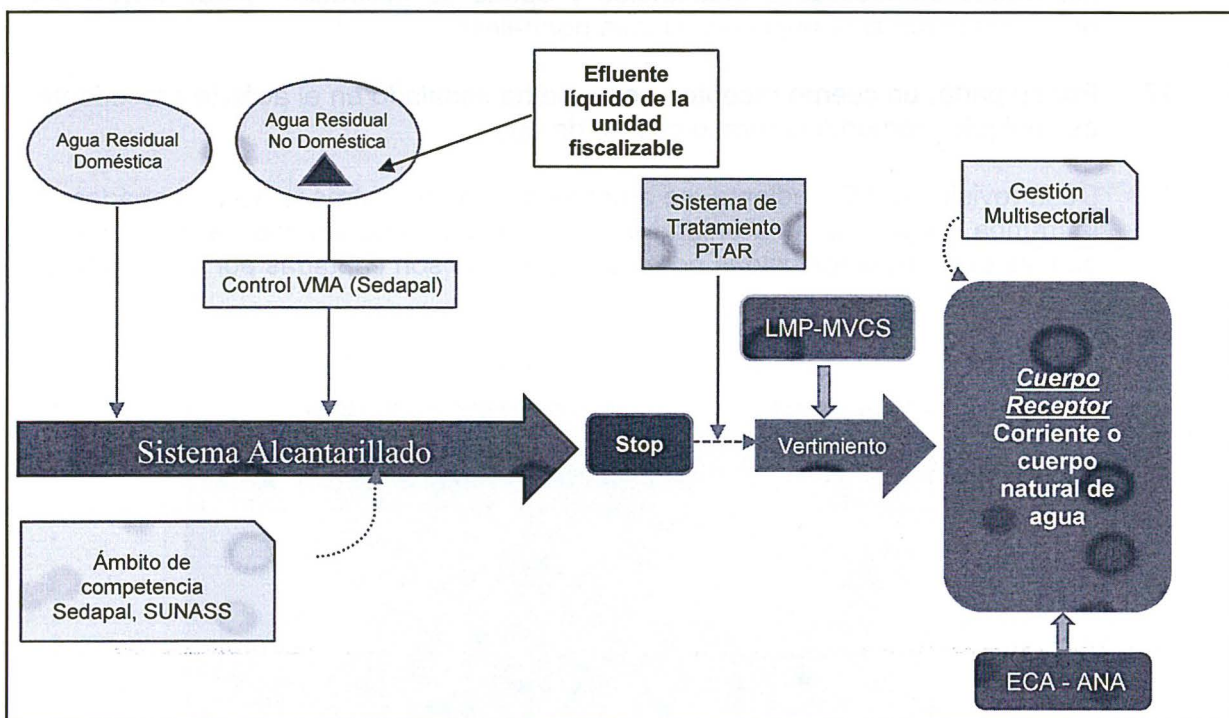 Efluente
líquido de la
unidad
fiscalizable
Agua Residual
Doméstica
Agua Residual
No Doméstica
Gestión
Multisectorial
Sistema de
Tratamiento
PTAR
Control VMA (Sedapal)
LMP-MVCS
Cuerpo
Receptor
Corriente o
cuerpo
natural de
agua
Sistema Alcantarillado
Stop
Vertimiento
Ámbito de
competencia
Sedapal, SUNASS
ECA - ANA